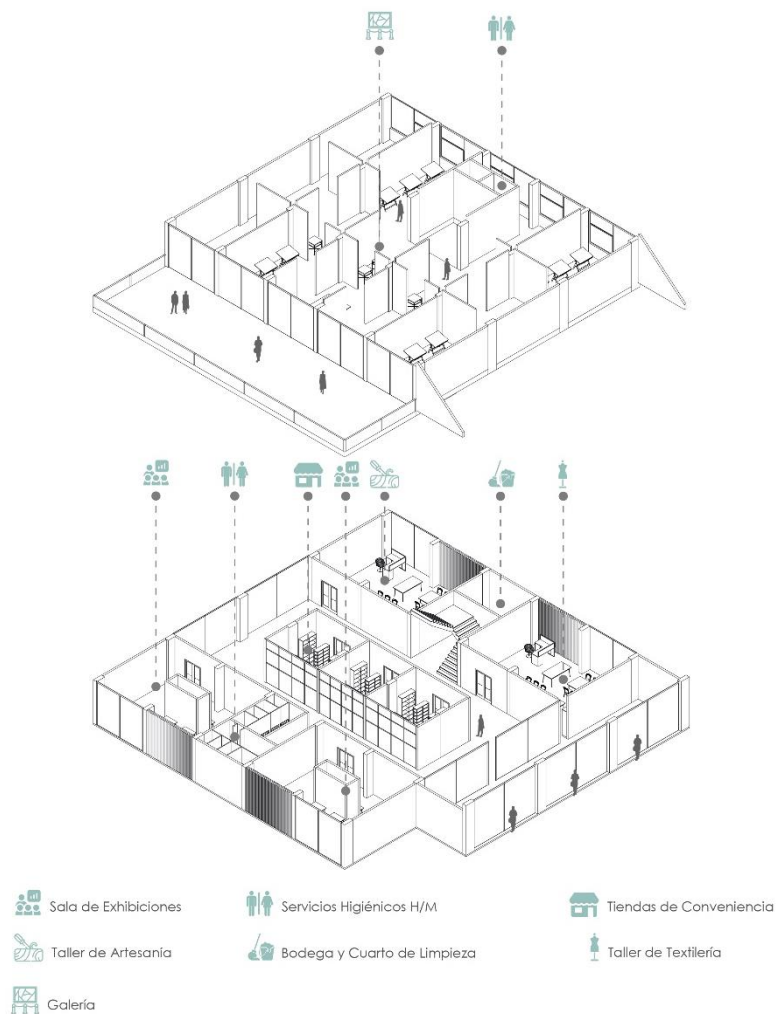 Sala de Exhibiciones
Servicios Higiénicos H/M
Tiendas de Conveniencia
Taller de Artesanía
Bodega y Cuarto de Limpieza
Taller de Textilería
Galería